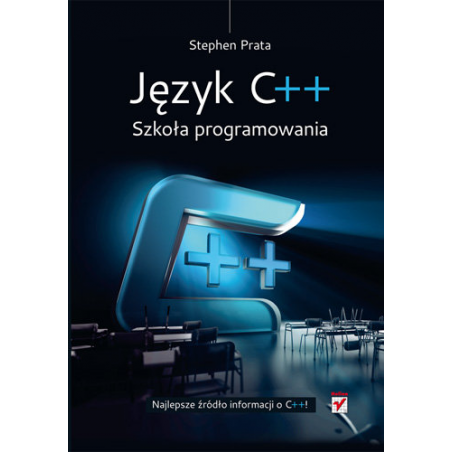 Stephen Prata
Język C++
Szkoła programowania
C++
Najlepsze źródło informacji o C++!